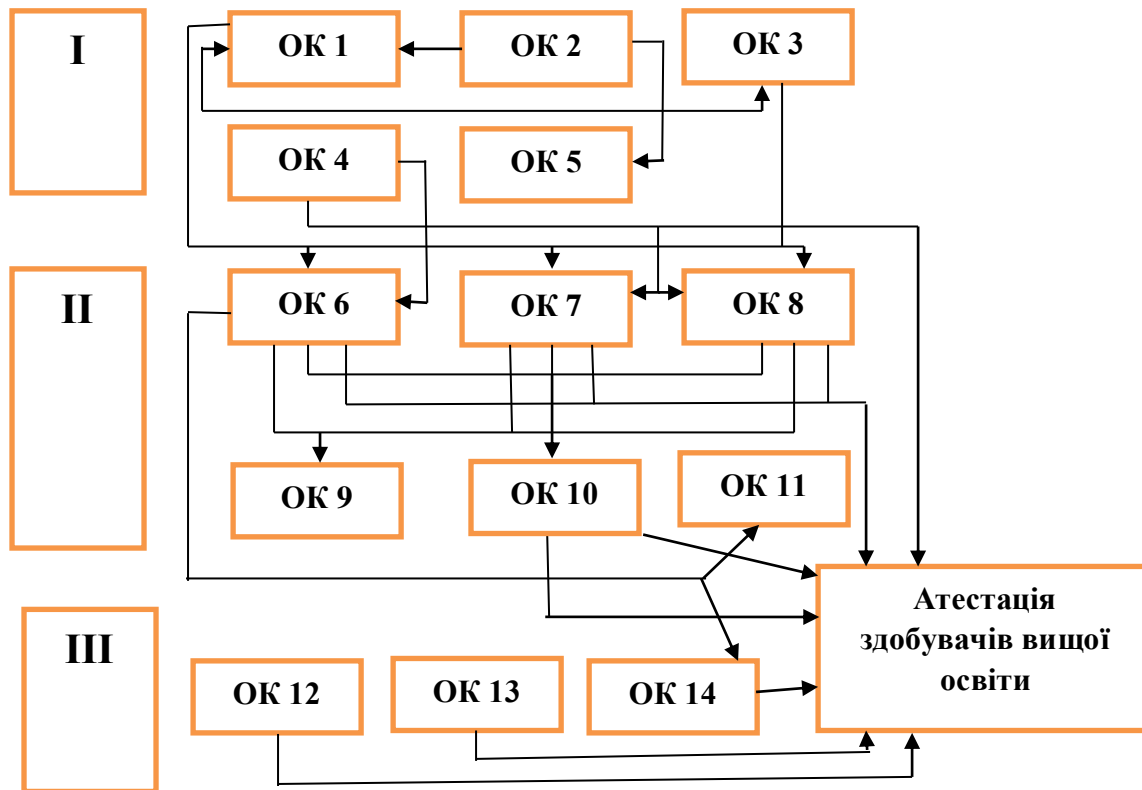 I
ОК 1
ОК 2
ОК 3
ОК 4
ОК 5
II
ОК 6
ОК 7
ОК 8
ОК 9
ОК 10
ОК 11
III
ОК 12
ОК 13
ОК 14
Атестація
здобувачів вищої
освіти